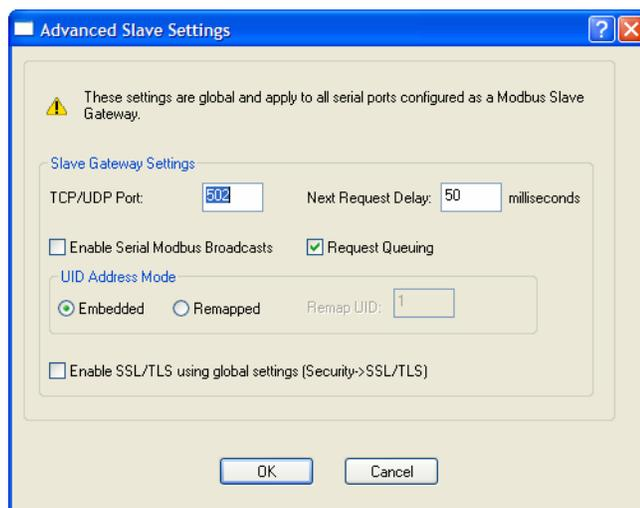 Advanced Slave Settings
These settings are global and apply to all serial ports configured as a Modbus Slave
Gateway.
Slave Gateway Settings
TCP/UDP Port: 502 Next Request Delay: 50 milliseconds
Enable Serial Modbus Broadcasts Request Queuing
UID Address Mode
Embedded Remapped Remap UID: 1
Enable SSL/TLS using global settings (Security->SSL/TLS)
OK Cancel